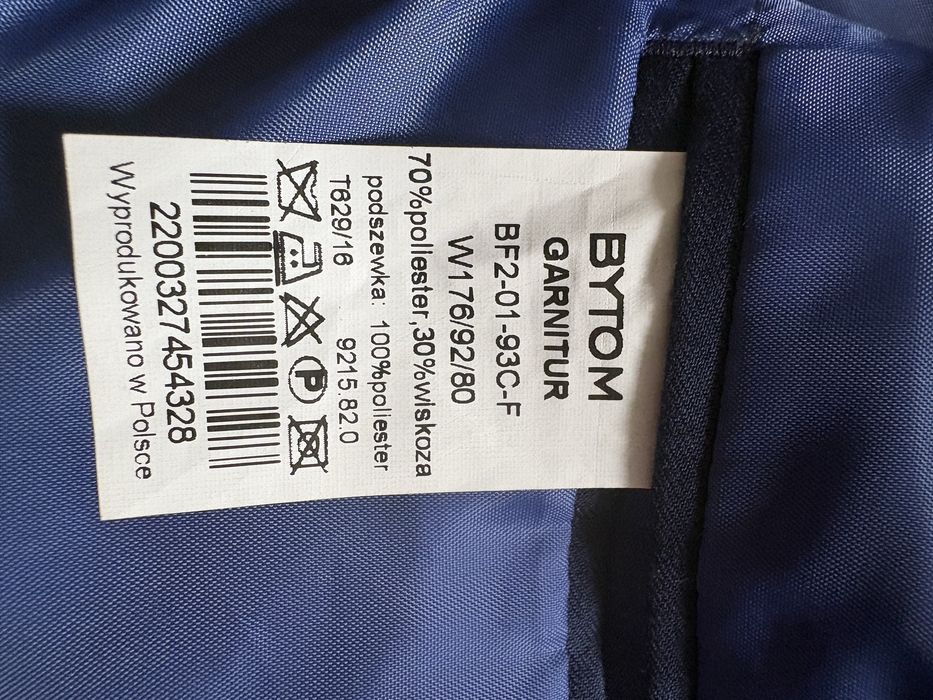 BYTOM
GARNITUR
BF2-01-93C-F
W176/92/80
70%poliester,30%wiskoza
podszewka: 100%poliester
T629/16 9215.82.0
P
2200327454328
Wyprodukowano w Polsce